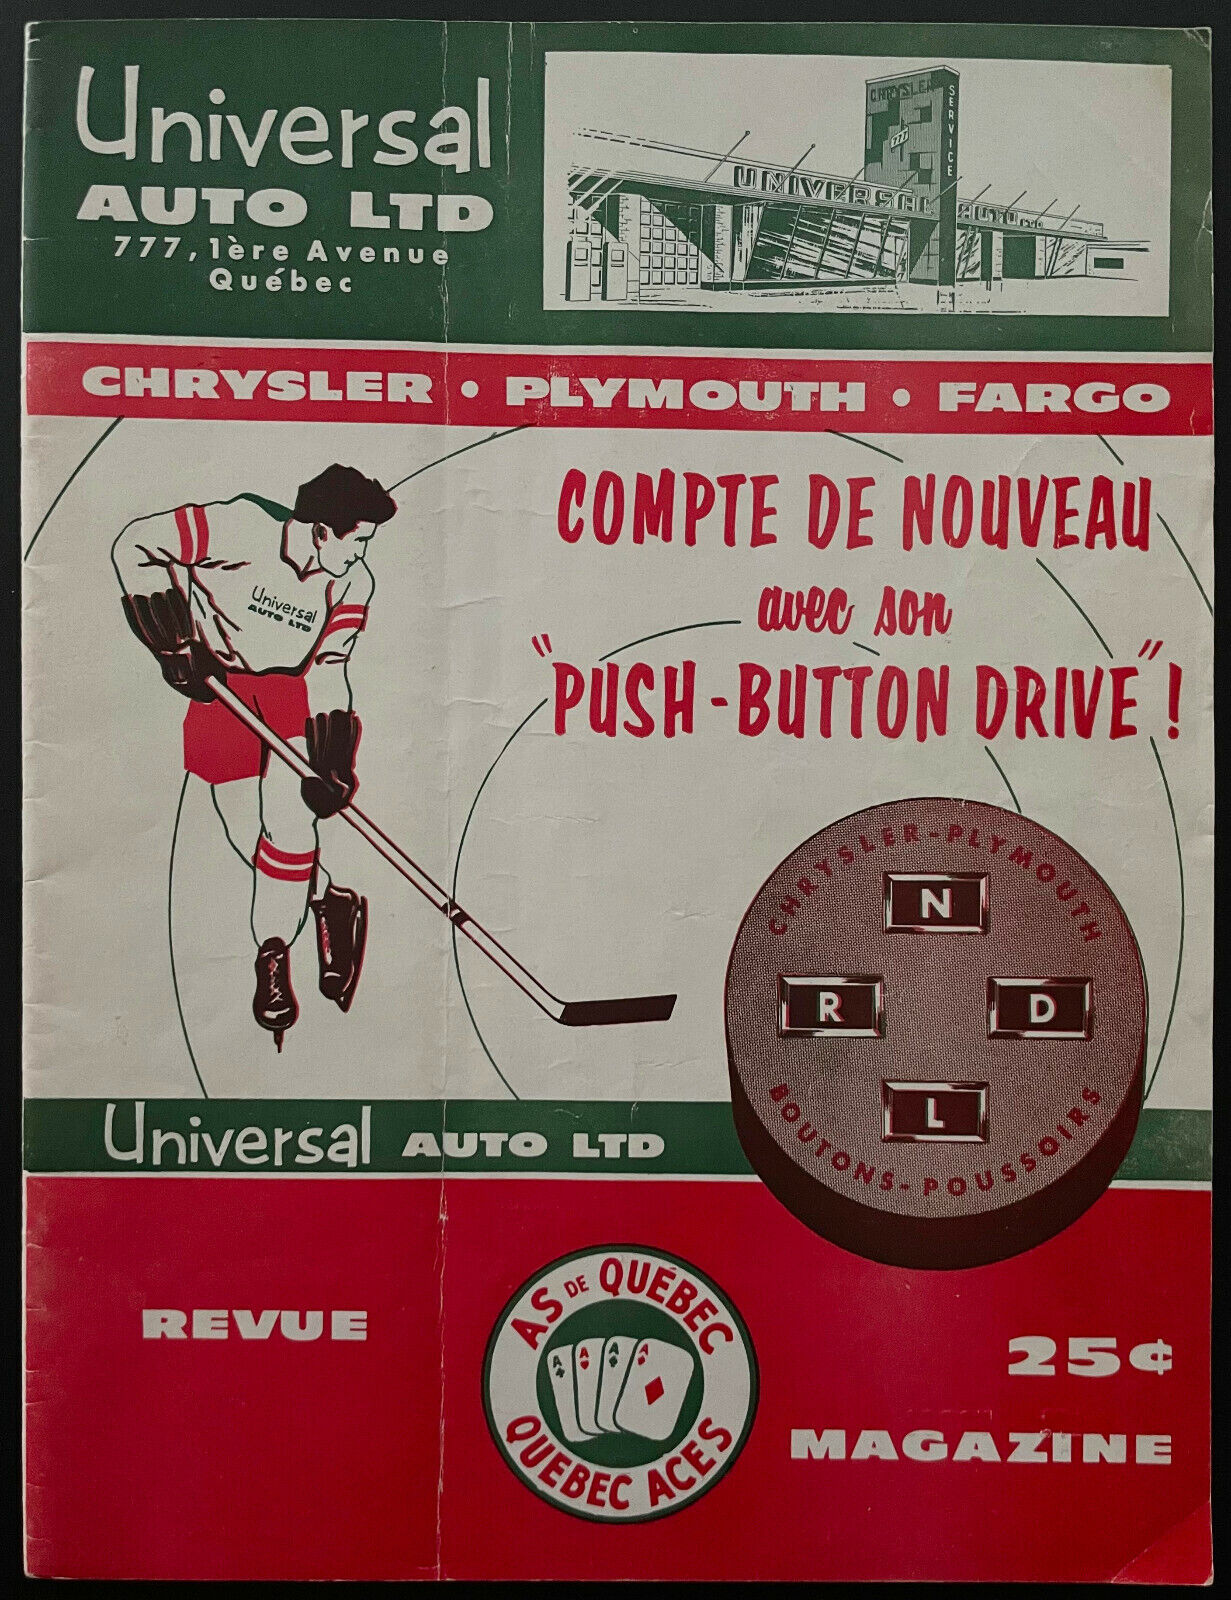 Universal
AUTO LTD
777, 1ère Avenue
Québec
CHRYSLER
SERVICE
777
UNIVERSAL AUTO LTD
CHRYSLER • PLYMOUTH • FARGO
COMPTE DE NOUVEAU
avec son
"PUSH-BUTTON DRIVE"!
Universal
AUTO LTD
CHRYSLER-PLYMOUTH
N
R
D
L
BOUTONS-POUSSOIRS
Universal AUTO LTD
REVUE
AS DE QUÉBEC
A A A A
QUEBEC ACES
25¢
MAGAZINE